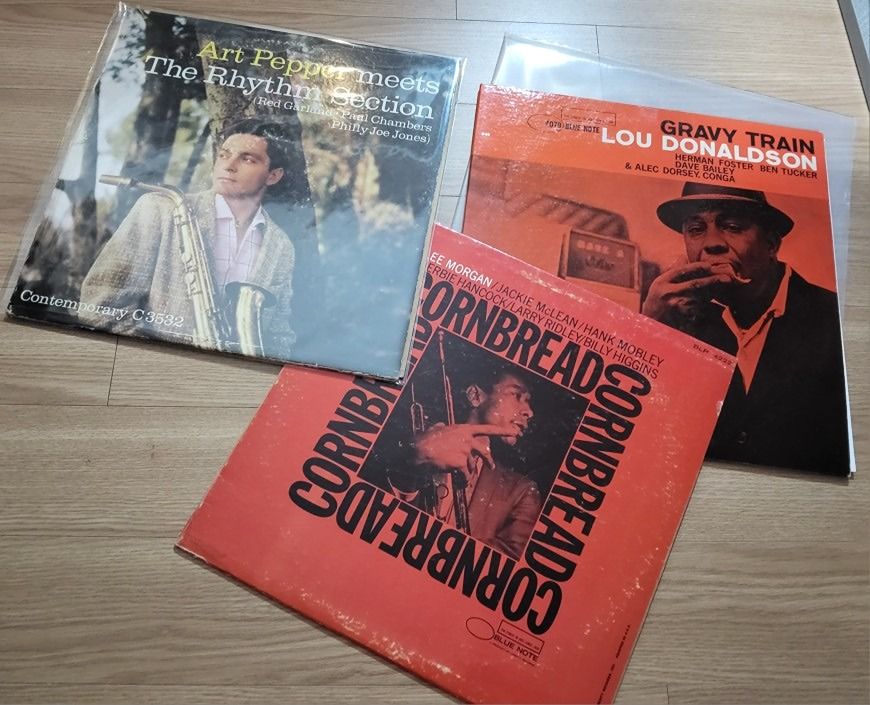 Art Pepper meets
The Rhythm Section
(Red Garland • Paul Chambers
Philly Joe Jones)
Contemporary C 3532
4079 BLUE NOTE
GRAVY TRAIN
LOU DONALDSON
HERMAN FOSTER BEN TUCKER
DAVE BAILEY
& ALEC DORSEY, CONGA
EE MORGAN/JACKIE McLEAN/HANK MOBLEY
ERBIE HANCOCK/LARRY RIDLEY/BILLY HIGGINS
CORNBREAD
CORNBREAD
CORNBREAD
CORNBREAD
BLUE NOTE